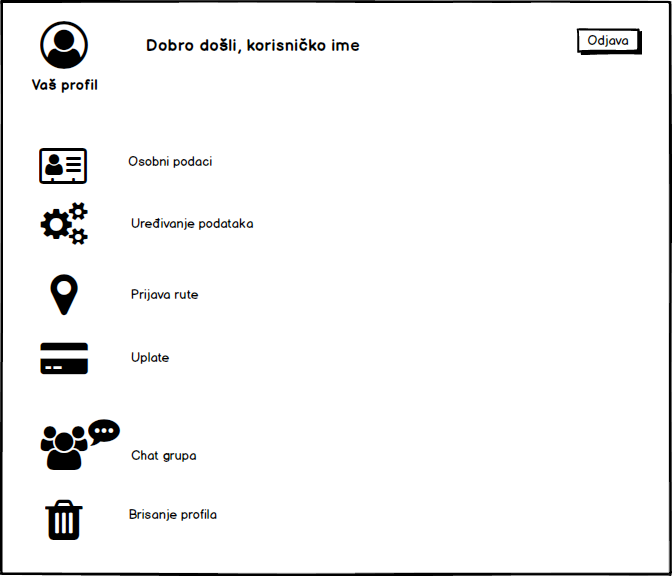 Dobro došli, korisničko ime
Odjava
Vaš profil
Osobni podaci
Uređivanje podataka
Prijava rute
Uplate
Chat grupa
Brisanje profila